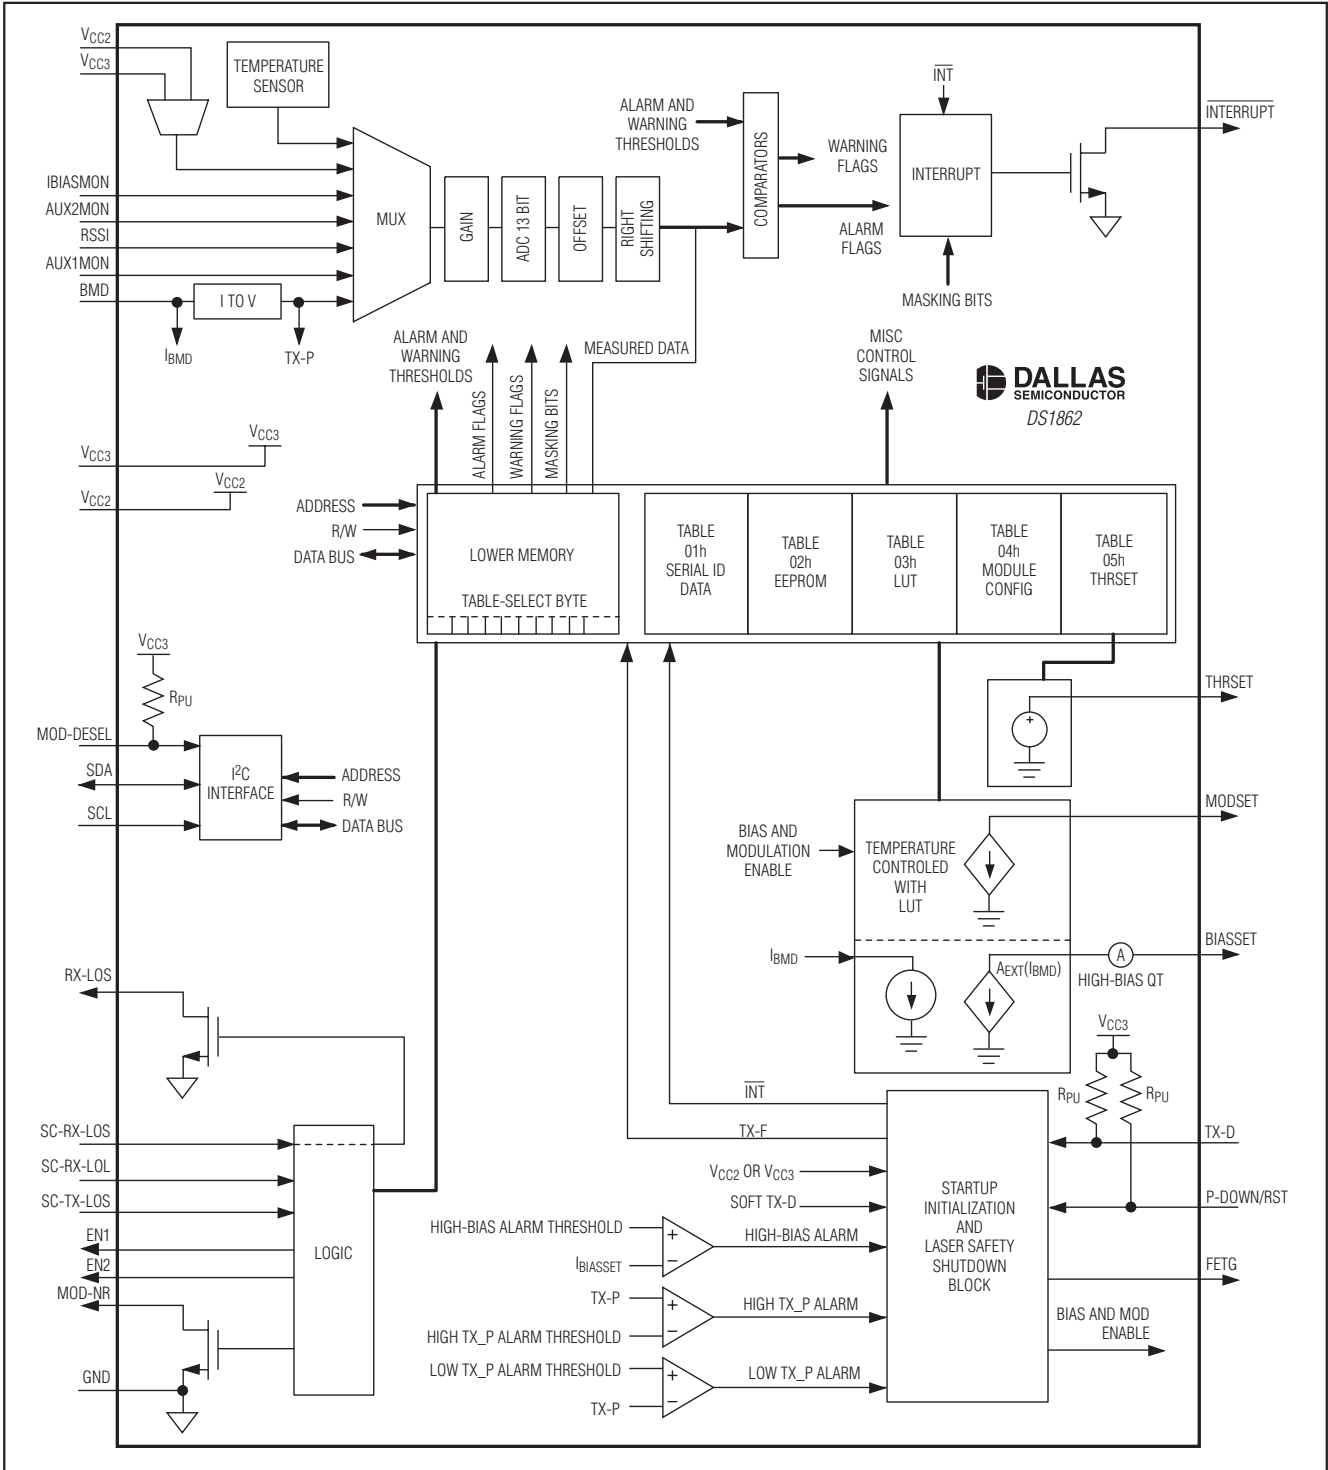 VCC2
VCC3
TEMPERATURE
SENSOR
IBIASMON
AUX2MON
RSSI
AUX1MON
BMD
I TO V
IBMD
TX-P
MUX
GAIN
ADC 13 BIT
OFFSET
RIGHT
SHIFTING
ALARM AND
WARNING
THRESHOLDS
COMPARATORS
WARNING
FLAGS
ALARM
FLAGS
INT
INTERRUPT
MASKING BITS
INTERRUPT
ALARM AND
WARNING
THRESHOLDS
ALARM FLAGS
WARNING FLAGS
MASKING BITS
MEASURED DATA
MISC
CONTROL
SIGNALS
DALLAS
SEMICONDUCTOR
DS1862
VCC3
VCC3
VCC2
VCC2
ADDRESS
R/W
DATA BUS
LOWER MEMORY
TABLE-SELECT BYTE
TABLE
01h
SERIAL ID
DATA
TABLE
02h
EEPROM
TABLE
03h
LUT
TABLE
04h
MODULE
CONFIG
TABLE
05h
THRSET
VCC3
RPU
MOD-DESEL
SDA
SCL
I2C
INTERFACE
ADDRESS
R/W
DATA BUS
+
THRSET
BIAS AND
MODULATION
ENABLE
TEMPERATURE
CONTROLED
WITH
LUT
MODSET
IBMD
AEXT(IBMD)
A
HIGH-BIAS QT
BIASSET
RX-LOS
SC-RX-LOS
SC-RX-LOL
SC-TX-LOS
EN1
EN2
MOD-NR
GND
LOGIC
INT
TX-F
VCC2 OR VCC3
SOFT TX-D
HIGH-BIAS ALARM THRESHOLD
IBIASSET
+
−
HIGH-BIAS ALARM
TX-P
HIGH TX_P ALARM THRESHOLD
+
−
HIGH TX_P ALARM
LOW TX_P ALARM THRESHOLD
TX-P
+
−
LOW TX_P ALARM
STARTUP
INITIALIZATION
AND
LASER SAFETY
SHUTDOWN
BLOCK
VCC3
RPU
RPU
TX-D
P-DOWN/RST
FETG
BIAS AND MOD
ENABLE